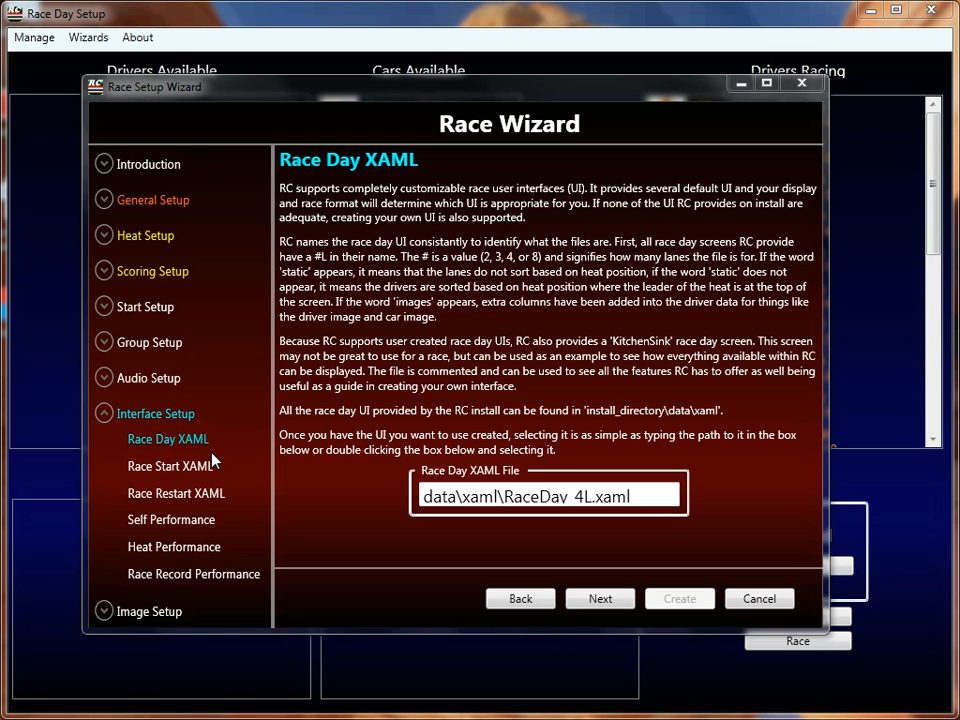 RC Race Day Setup
Manage Wizards About
Drivers Available Cars Available Drivers Racing
RC Race Setup Wizard
Race Wizard
Introduction
General Setup
Heat Setup
Scoring Setup
Start Setup
Group Setup
Audio Setup
Interface Setup
Race Day XAML
Race Start XAML
Race Restart XAML
Self Performance
Heat Performance
Race Record Performance
Image Setup
Race Day XAML
RC supports completely customizable race user interfaces (UI). It provides several default UI and your display
and race format will determine which UI is appropriate for you. If none of the UI RC provides on install are
adequate, creating your own UI is also supported.
RC names the race day UI consistantly to identify what the files are. First, all race day screens RC provide
have a #L in their name. The # is a value (2, 3, 4, or 8) and signifies how many lanes the file is for. If the word
'static' appears, it means that the lanes do not sort based on heat position, if the word 'static' does not
appear, it means the drivers are sorted based on heat position where the leader of the heat is at the top of
the screen. If the word 'images' appears, extra columns have been added into the driver data for things like
the driver image and car image.
Because RC supports user created race day UIs, RC also provides a 'KitchenSink' race day screen. This screen
may not be great to use for a race, but can be used as an example to see how everything available within RC
can be displayed. The file is commented and can be used to see all the features RC has to offer as well being
useful as a guide in creating your own interface.
All the race day UI provided by the RC install can be found in 'install_directory\data\xaml'.
Once you have the UI you want to use created, selecting it is as simple as typing the path to it in the box
below or double clicking the box below and selecting it.
Race Day XAML File
data\xaml\RaceDay_4L.xaml
Back Next Create Cancel
Race